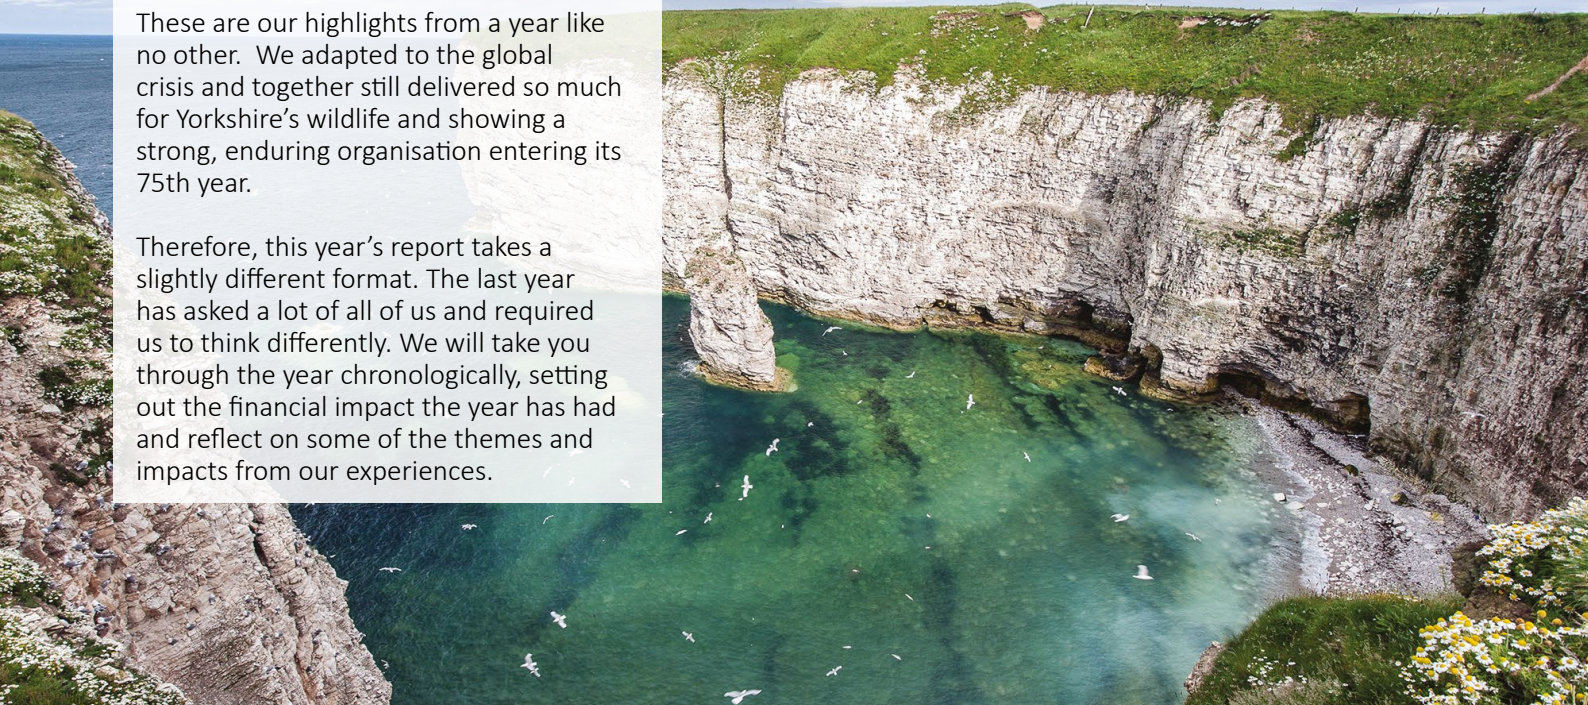 These are our highlights from a year like
no other.  We adapted to the global
crisis and together still delivered so much
for Yorkshire’s wildlife and showing a
strong, enduring organisation entering its
75th year.
Therefore, this year’s report takes a
slightly different format. The last year
has asked a lot of all of us and required
us to think differently. We will take you
through the year chronologically, setting
out the financial impact the year has had
and reflect on some of the themes and
impacts from our experiences.